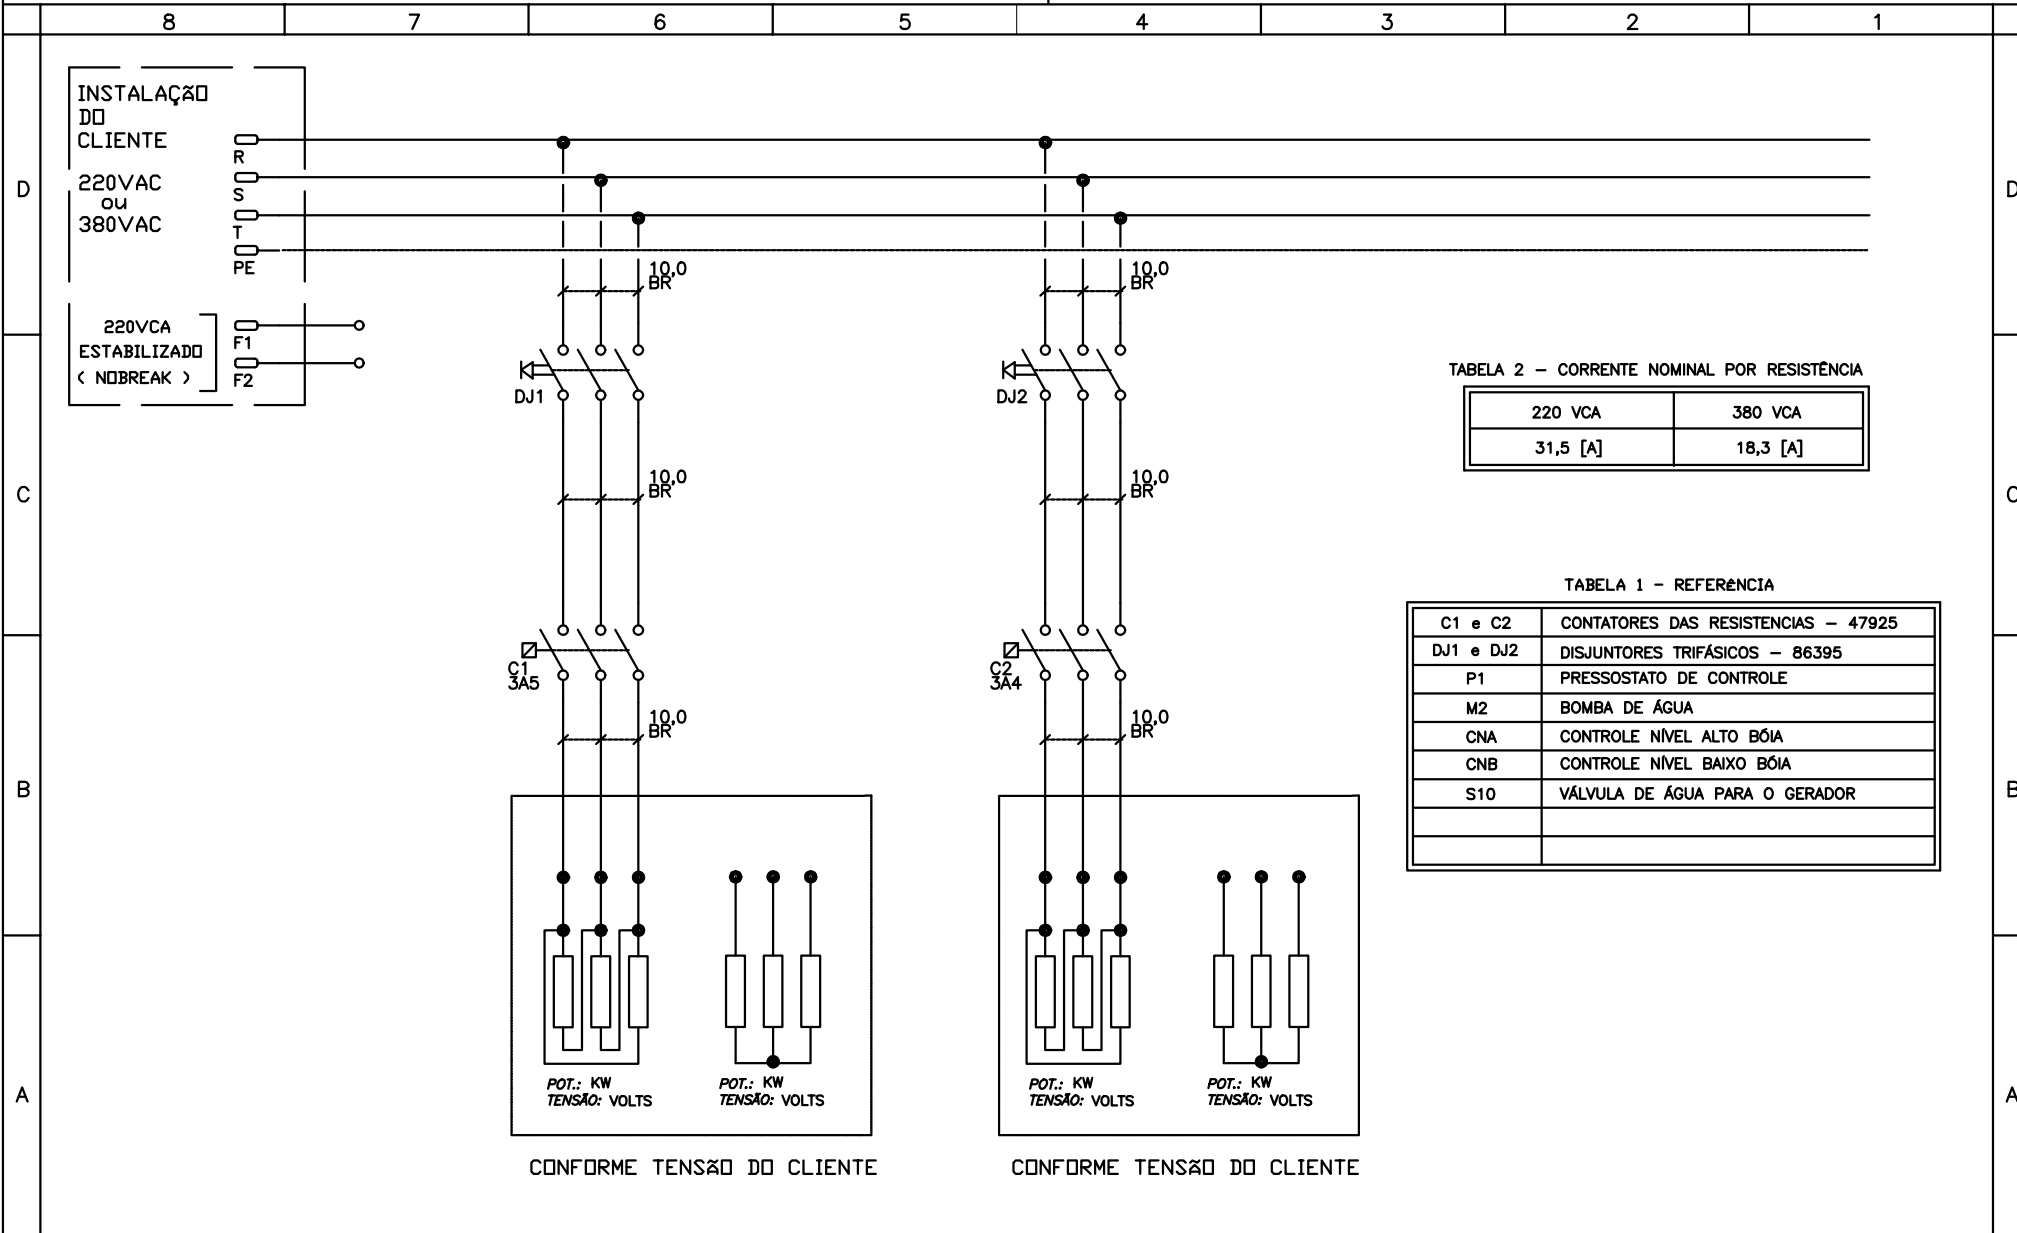 8 7 6 5 4 3 2 1
INSTALAÇÃO
DO
CLIENTE
220VAC
ou
380VAC
R
S
T
PE
220VCA
ESTABILIZADO
( NOBREAK )
F1
F2
D
D
C
C
B
B
A
A
10,0
BR
10,0
BR
DJ1
DJ2
10,0
BR
10,0
BR
C1
3A5
C2
3A4
10,0
BR
10,0
BR
POT.: KW
TENSÃO: VOLTS
POT.: KW
TENSÃO: VOLTS
POT.: KW
TENSÃO: VOLTS
POT.: KW
TENSÃO: VOLTS
CONFORME TENSÃO DO CLIENTE
CONFORME TENSÃO DO CLIENTE
TABELA 2 – CORRENTE NOMINAL POR RESISTÊNCIA
220 VCA 380 VCA
31,5 [A] 18,3 [A]
TABELA 1 – REFERÊNCIA
C1 e C2 CONTATORES DAS RESISTENCIAS – 47925
DJ1 e DJ2 DISJUNTORES TRIFÁSICOS – 86395
P1 PRESSOSTATO DE CONTROLE
M2 BOMBA DE ÁGUA
CNA CONTROLE NÍVEL ALTO BÓIA
CNB CONTROLE NÍVEL BAIXO BÓIA
S10 VÁLVULA DE ÁGUA PARA O GERADOR